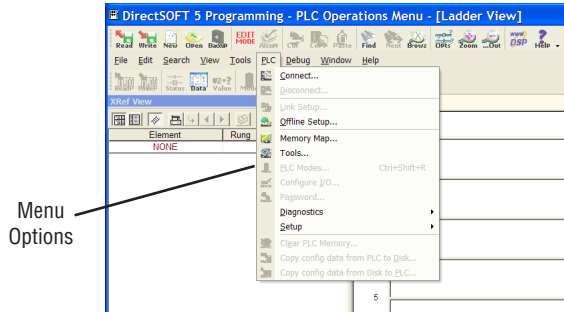 DirectSOFT 5 Programming - PLC Operations Menu - [Ladder View]
Read Write New Open Backup EDIT MODE Accept Cut Copy Paste Find Next Browz Opts Zoom ...Out DSP Help
File Edit Search View Tools PLC Debug Window Help
Status Data Value
XRef View
Element Rung
NONE
Connect...
Disconnect...
Link Setup...
Offline Setup...
Memory Map...
Tools...
PLC Modes... Ctrl+Shift+R
Configure I/O...
Password...
Diagnostics
Setup
Clear PLC Memory...
Copy config data from PLC to Disk...
Copy config data from Disk to PLC...
Menu
Options
5